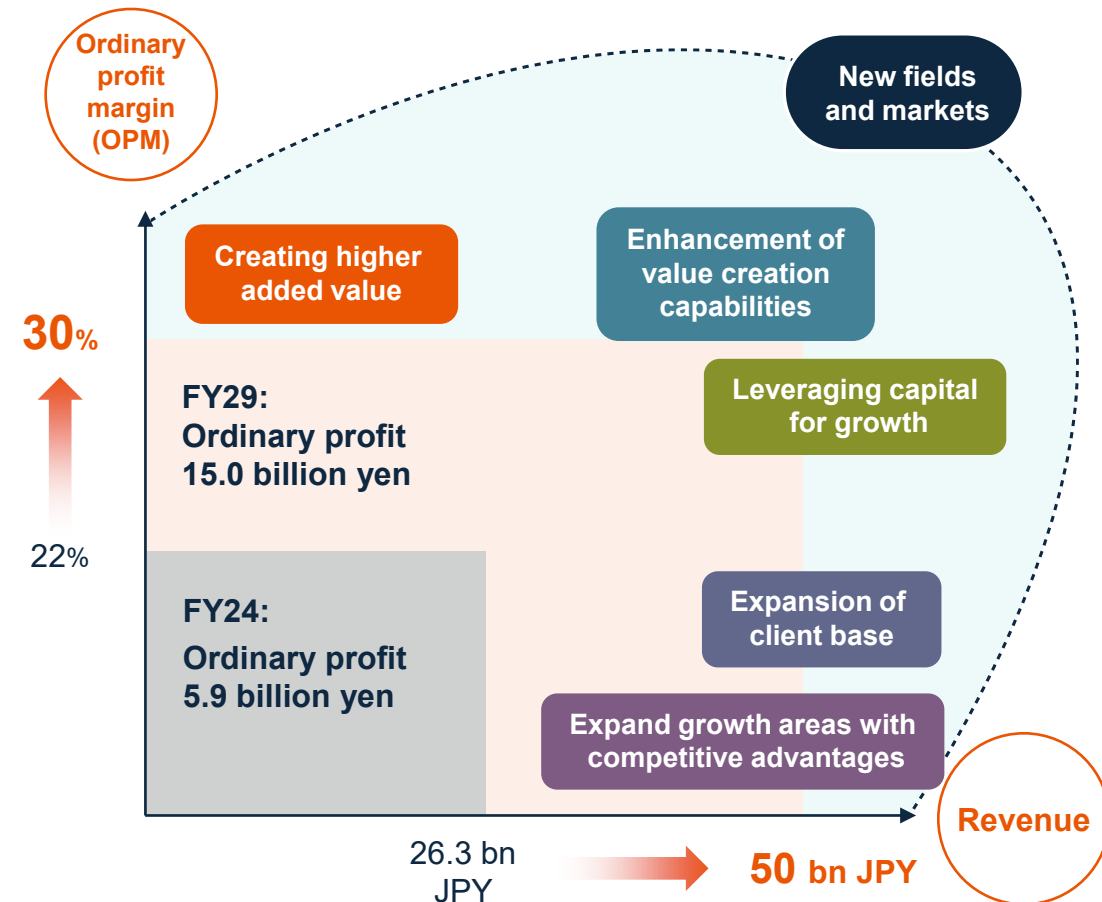 Ordinary
profit
margin
(OPM)
New fields
and markets
Creating higher
added value
Enhancement of
value creation
capabilities
30%
FY29:
Ordinary profit
15.0 billion yen
Leveraging capital
for growth
22%
FY24:
Ordinary profit
5.9 billion yen
Expansion of
client base
Expand growth areas with
competitive advantages
Revenue
26.3 bn
JPY
50 bn JPY